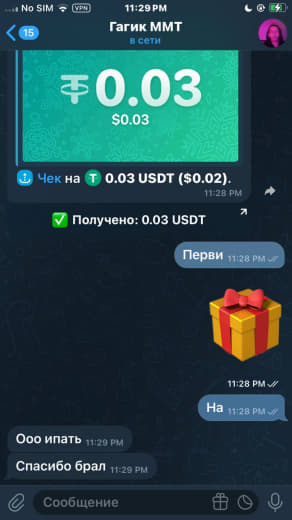 No SIM VPN 11:29 PM
15
Гагик ММТ
в сети
0.03
$0.03
Чек на 0.03 USDT ($0.02).
11:28 PM
Получено: 0.03 USDT
Перви 11:28 PM
11:28 PM
На 11:28 PM
Ооо ипать 11:29 PM
Спасибо брал 11:29 PM
Сообщение